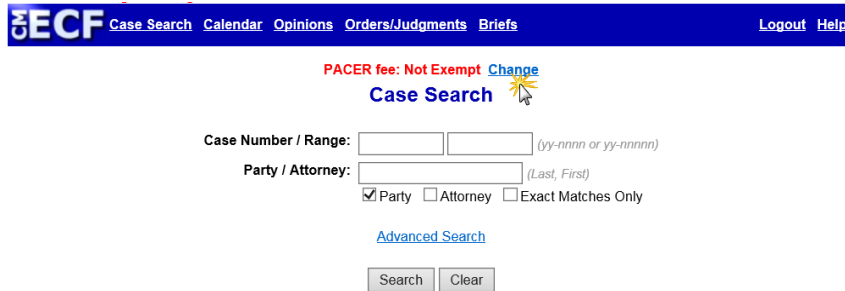 CM ECF Case Search Calendar Opinions Orders/Judgments Briefs Logout Help
PACER fee: Not Exempt Change
Case Search
Case Number / Range: (yy-nnnn or yy-nnnnn)
Party / Attorney: (Last, First)
Party Attorney Exact Matches Only
Advanced Search
Search Clear